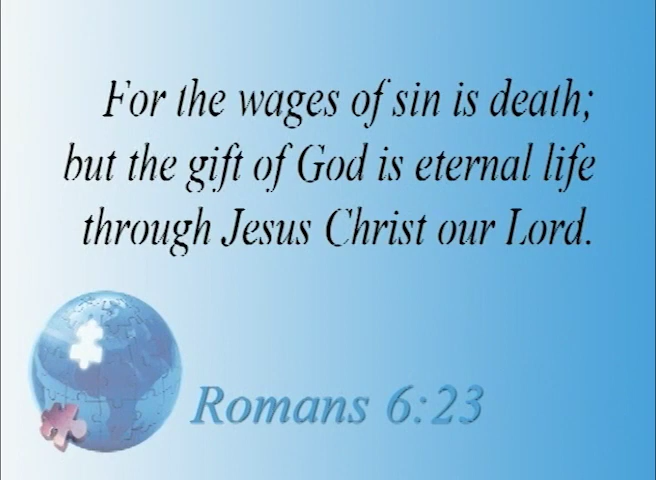 For the wages of sin is death;
but the gift of God is eternal life
through Jesus Christ our Lord.
Romans 6:23